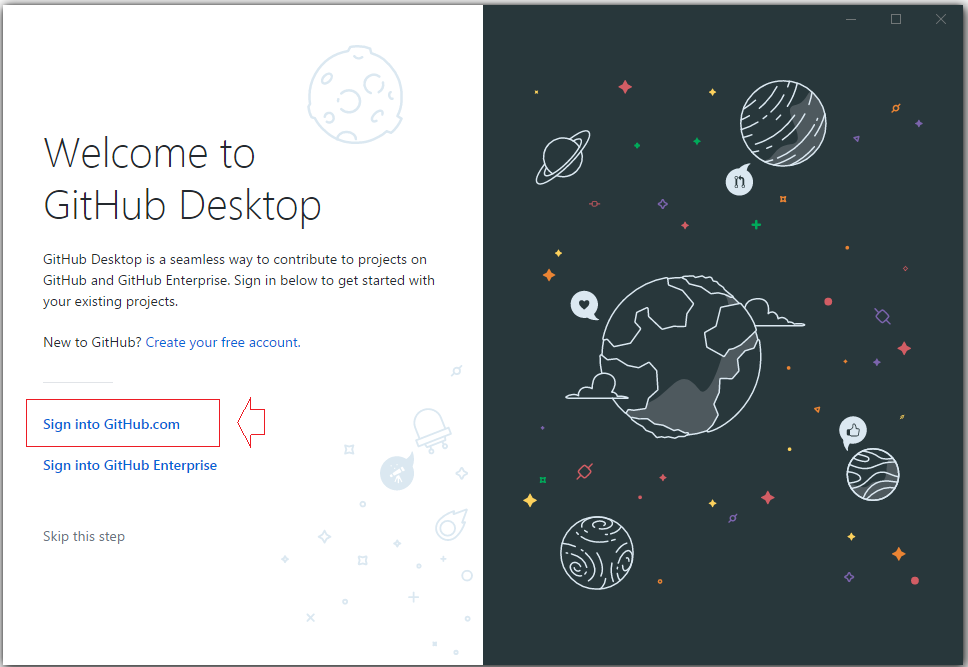 Welcome to
GitHub Desktop
GitHub Desktop is a seamless way to contribute to projects on
GitHub and GitHub Enterprise. Sign in below to get started with
your existing projects.
New to GitHub? Create your free account.
Sign into GitHub.com
Sign into GitHub Enterprise
Skip this step